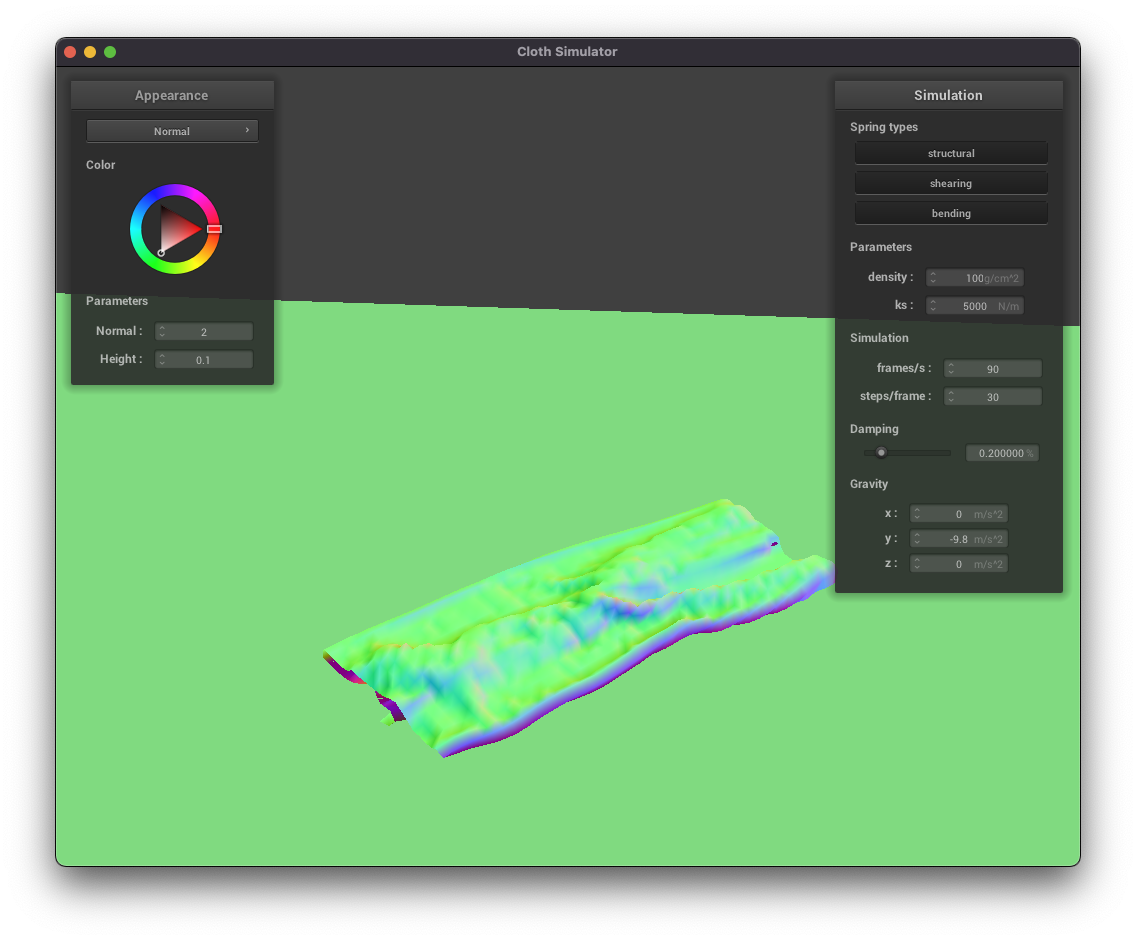 Cloth Simulator
Appearance
Normal
Color
Parameters
Normal : 2
Height : 0.1
Simulation
Spring types
structural
shearing
bending
Parameters
density : 100 g/cm^2
ks : 5000 N/m
Simulation
frames/s : 90
steps/frame : 30
Damping
0.200000 %
Gravity
x : 0 m/s^2
y : -9.8 m/s^2
z : 0 m/s^2